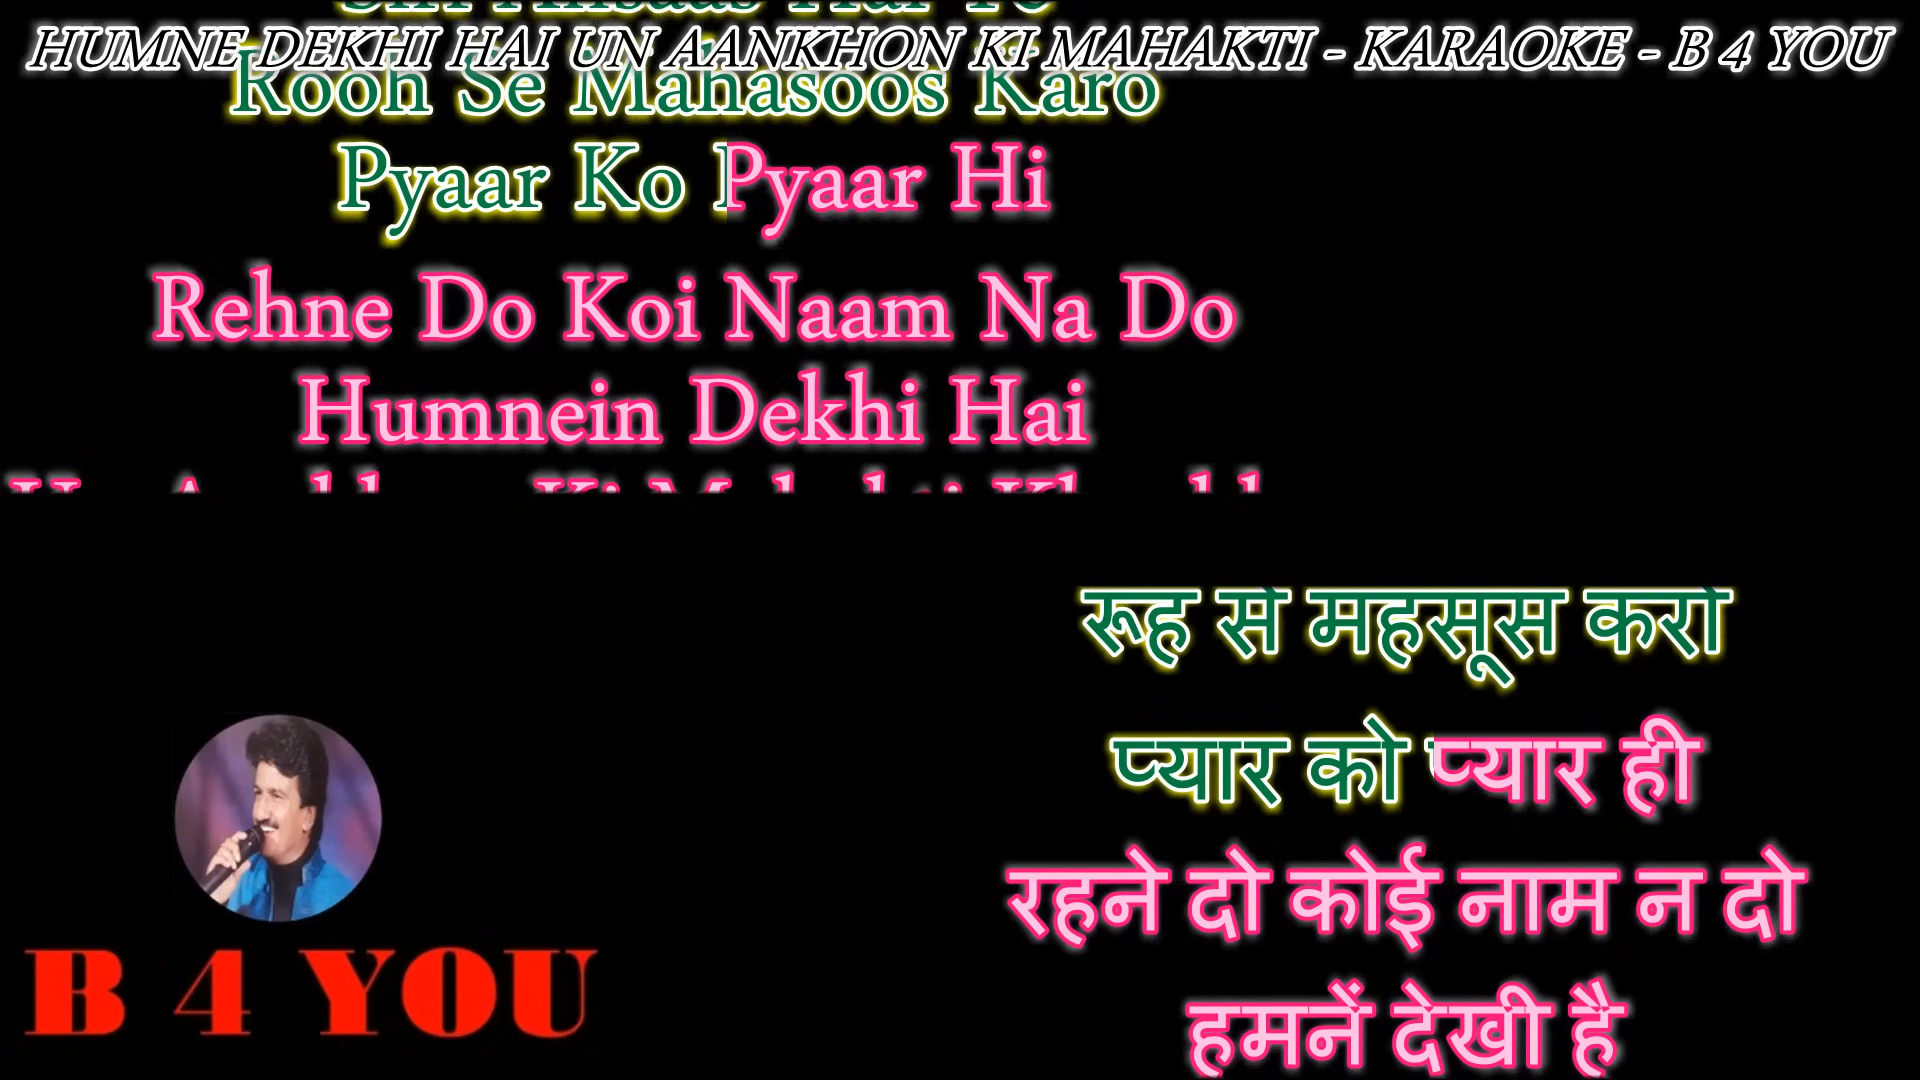 HUMNE DEKHI HAI UN AANKHON KI MAHAKTI - KARAOKE - B 4 YOU
Rooh Se Mahasoos Karo
Pyaar Ko Pyaar Hi
Rehne Do Koi Naam Na Do
Humnein Dekhi Hai
रूह से महसूस करो
प्यार को प्यार ही
रहने दो कोई नाम न दो
हमनें देखी है
B 4 YOU